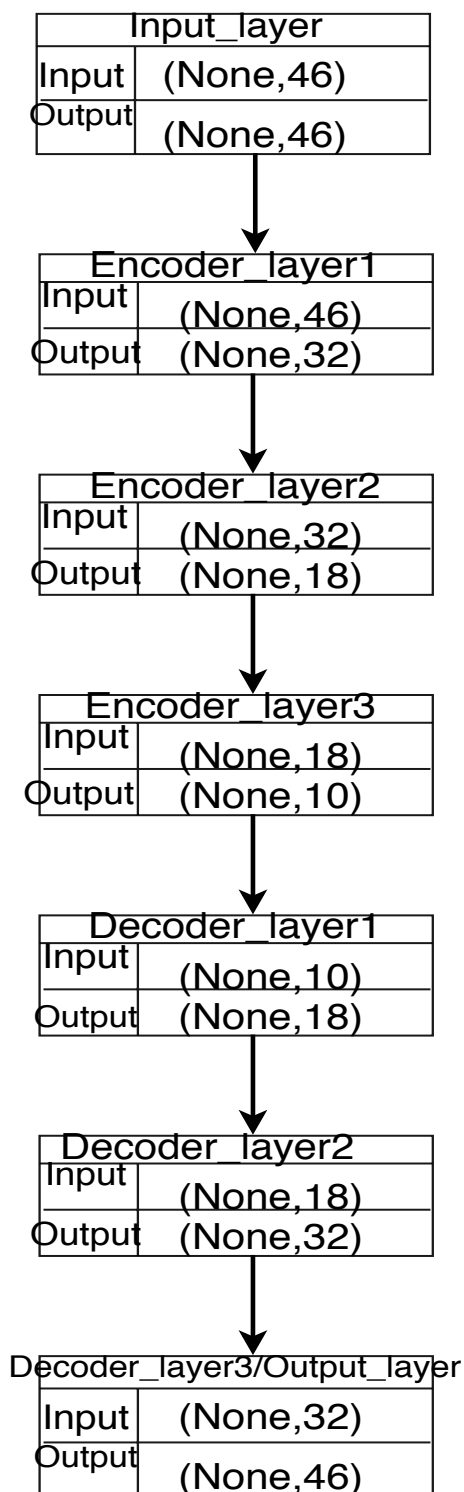 Input_layer
Input (None,46)
Output (None,46)
Encoder_layer1
Input (None,46)
Output (None,32)
Encoder_layer2
Input (None,32)
Output (None,18)
Encoder_layer3
Input (None,18)
Output (None,10)
Decoder_layer1
Input (None,10)
Output (None,18)
Decoder_layer2
Input (None,18)
Output (None,32)
Decoder_layer3/Output_layer
Input (None,32)
Output (None,46)